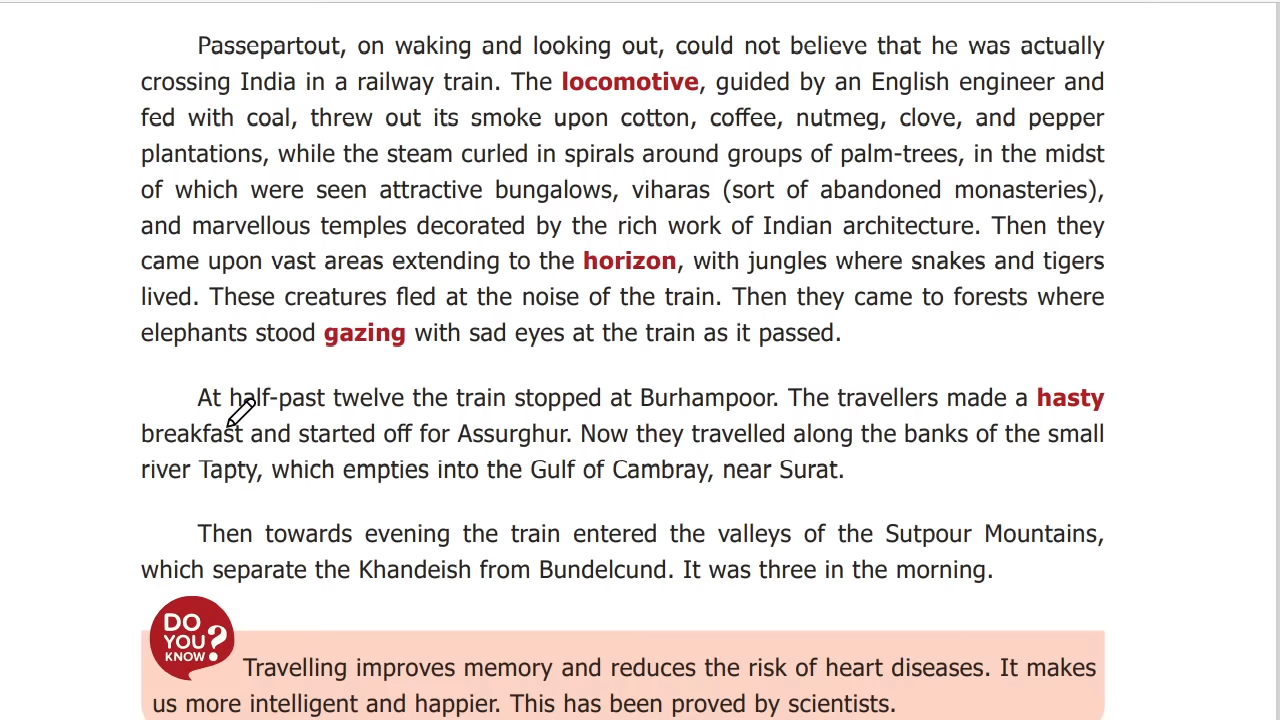 Passepartout, on waking and looking out, could not believe that he was actually
crossing India in a railway train. The locomotive, guided by an English engineer and
fed with coal, threw out its smoke upon cotton, coffee, nutmeg, clove, and pepper
plantations, while the steam curled in spirals around groups of palm-trees, in the midst
of which were seen attractive bungalows, viharas (sort of abandoned monasteries),
and marvellous temples decorated by the rich work of Indian architecture. Then they
came upon vast areas extending to the horizon, with jungles where snakes and tigers
lived. These creatures fled at the noise of the train. Then they came to forests where
elephants stood gazing with sad eyes at the train as it passed.
At half-past twelve the train stopped at Burhampoor. The travellers made a hasty
breakfast and started off for Assurghur. Now they travelled along the banks of the small
river Tapty, which empties into the Gulf of Cambray, near Surat.
Then towards evening the train entered the valleys of the Sutpour Mountains,
which separate the Khandeish from Bundelcund. It was three in the morning.
DO
YOU
KNOW?
Travelling improves memory and reduces the risk of heart diseases. It makes
us more intelligent and happier. This has been proved by scientists.